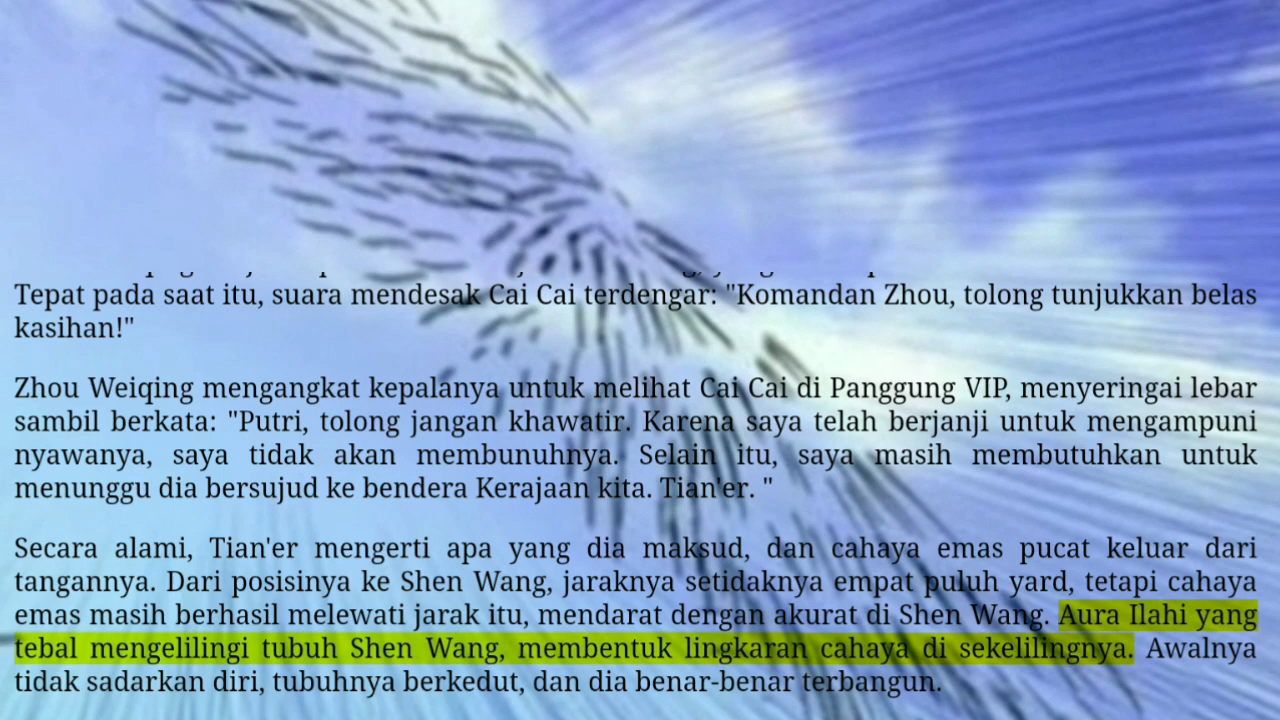 Tepat pada saat itu, suara mendesak Cai Cai terdengar: "Komandan Zhou, tolong tunjukkan belas
kasihan!"
Zhou Weiqing mengangkat kepalanya untuk melihat Cai Cai di Panggung VIP, menyeringai lebar
sambil berkata: "Putri, tolong jangan khawatir. Karena saya telah berjanji untuk mengampuni
nyawanya, saya tidak akan membunuhnya. Selain itu, saya masih membutuhkan untuk
menunggu dia bersujud ke bendera Kerajaan kita. Tian'er. "
Secara alami, Tian'er mengerti apa yang dia maksud, dan cahaya emas pucat keluar dari
tangannya. Dari posisinya ke Shen Wang, jaraknya setidaknya empat puluh yard, tetapi cahaya
emas masih berhasil melewati jarak itu, mendarat dengan akurat di Shen Wang. Aura Ilahi yang
tebal mengelilingi tubuh Shen Wang, membentuk lingkaran cahaya di sekelilingnya. Awalnya
tidak sadarkan diri, tubuhnya berkedut, dan dia benar-benar terbangun.